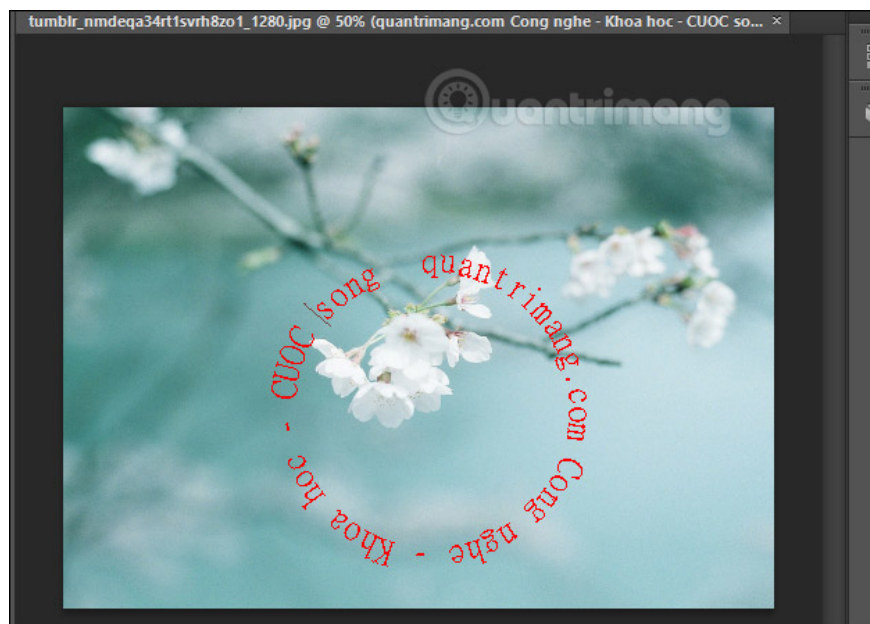 tumblr_nmdeqa34rt1svrh8zo1_1280.jpg @ 50% (quantrimang.com Cong nghe - Khoa hoc - CUOC so... ×
Quantrimang
quantrimang.com Cong nghe - Khoa hoc - CUOC song